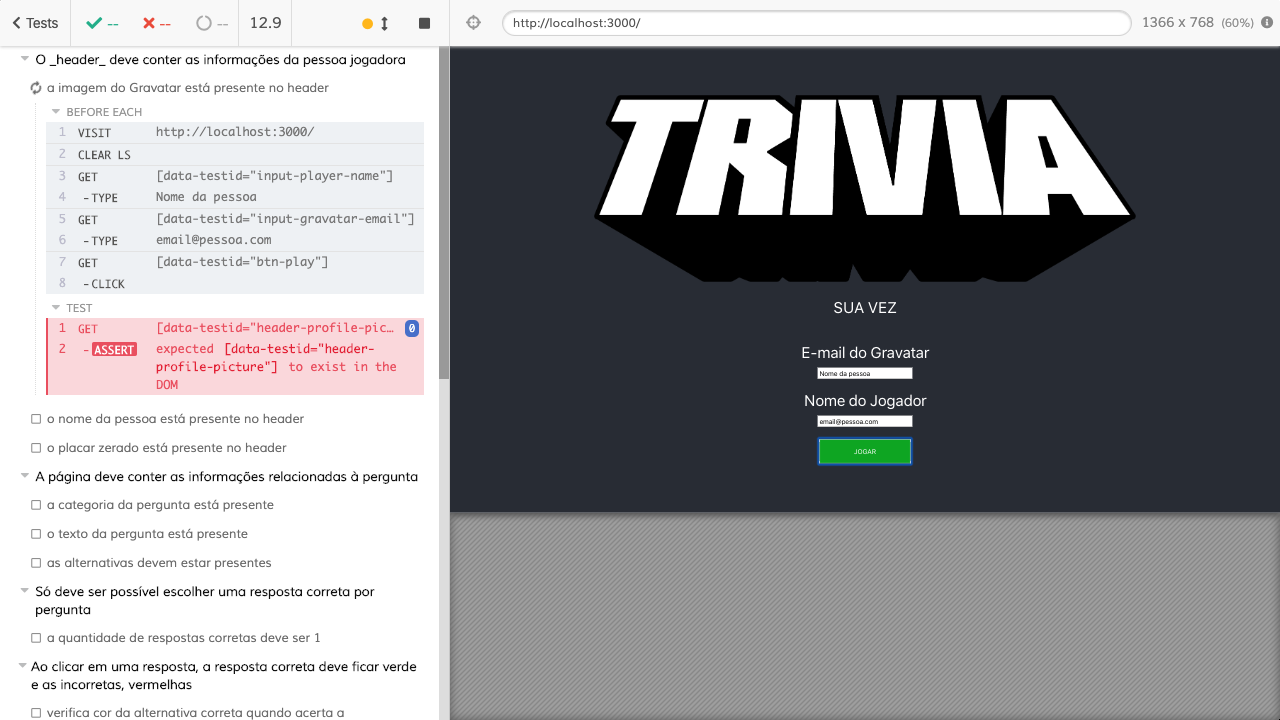 Tests
--
--
--
12.9
http://localhost:3000/
1366 x 768 (60%)
O _header_ deve conter as informações da pessoa jogadora
a imagem do Gravatar está presente no header
BEFORE EACH
1 VISIT http://localhost:3000/
2 CLEAR LS
3 GET [data-testid="input-player-name"]
4 -TYPE Nome da pessoa
5 GET [data-testid="input-gravatar-email"]
6 -TYPE email@pessoa.com
7 GET [data-testid="btn-play"]
8 -CLICK
TEST
1 GET [data-testid="header-profile-pic… 0
2 -ASSERT expected [data-testid="header-
profile-picture"] to exist in the
DOM
o nome da pessoa está presente no header
o placar zerado está presente no header
A página deve conter as informações relacionadas à pergunta
a categoria da pergunta está presente
o texto da pergunta está presente
as alternativas devem estar presentes
Só deve ser possível escolher uma resposta correta por
pergunta
a quantidade de respostas corretas deve ser 1
Ao clicar em uma resposta, a resposta correta deve ficar verde
e as incorretas, vermelhas
verifica cor da alternativa correta quando acerta a
TRIVIA
SUA VEZ
E-mail do Gravatar
Nome da pessoa
Nome do Jogador
email@pessoa.com
JOGAR